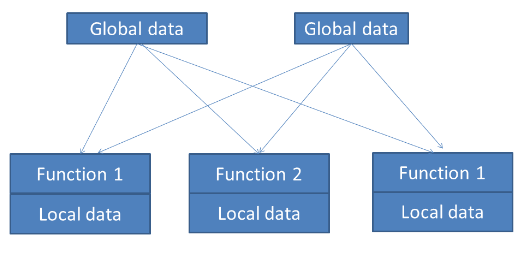 Global data
Global data
Function 1
Function 2
Function 1
Local data
Local data
Local data